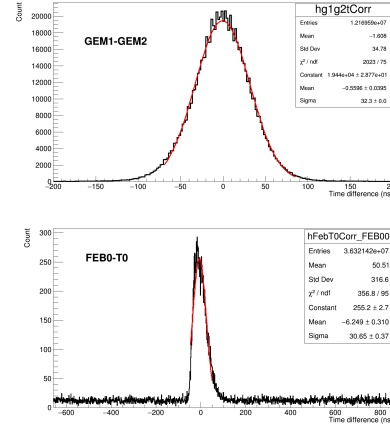 Count
hg1g2tCorr
Entries 1.216959e+07
Mean −1.608
Std Dev 34.78
χ² / ndf 2023 / 75
Constant 1.944e+04 ± 2.877e+01
Mean −0.5596 ± 0.0395
Sigma 32.3 ± 0.0
GEM1-GEM2
20000
18000
16000
14000
12000
10000
8000
6000
4000
2000
0
−200 −150 −100 −50 0 50 100 150
Time difference (ns
Count
hFebT0Corr_FEB00
Entries 3.632142e+07
Mean 50.51
Std Dev 316.6
χ² / ndf 356.8 / 95
Constant 255.2 ± 2.7
Mean −6.249 ± 0.310
Sigma 30.65 ± 0.37
FEB0-T0
300
250
200
150
100
50
0
−600 −400 −200 0 200 400 600 800
Time difference (ns